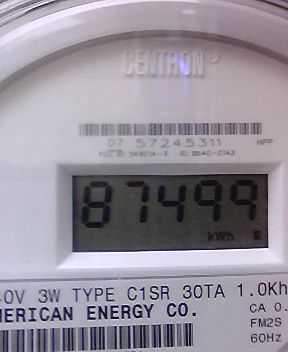 CENTRON
07 57245311 HPP
87499
kWh
0V 3W TYPE C1SR 30TA 1.0Kh
MERICAN ENERGY CO.
CA 0.
FM2S
60Hz